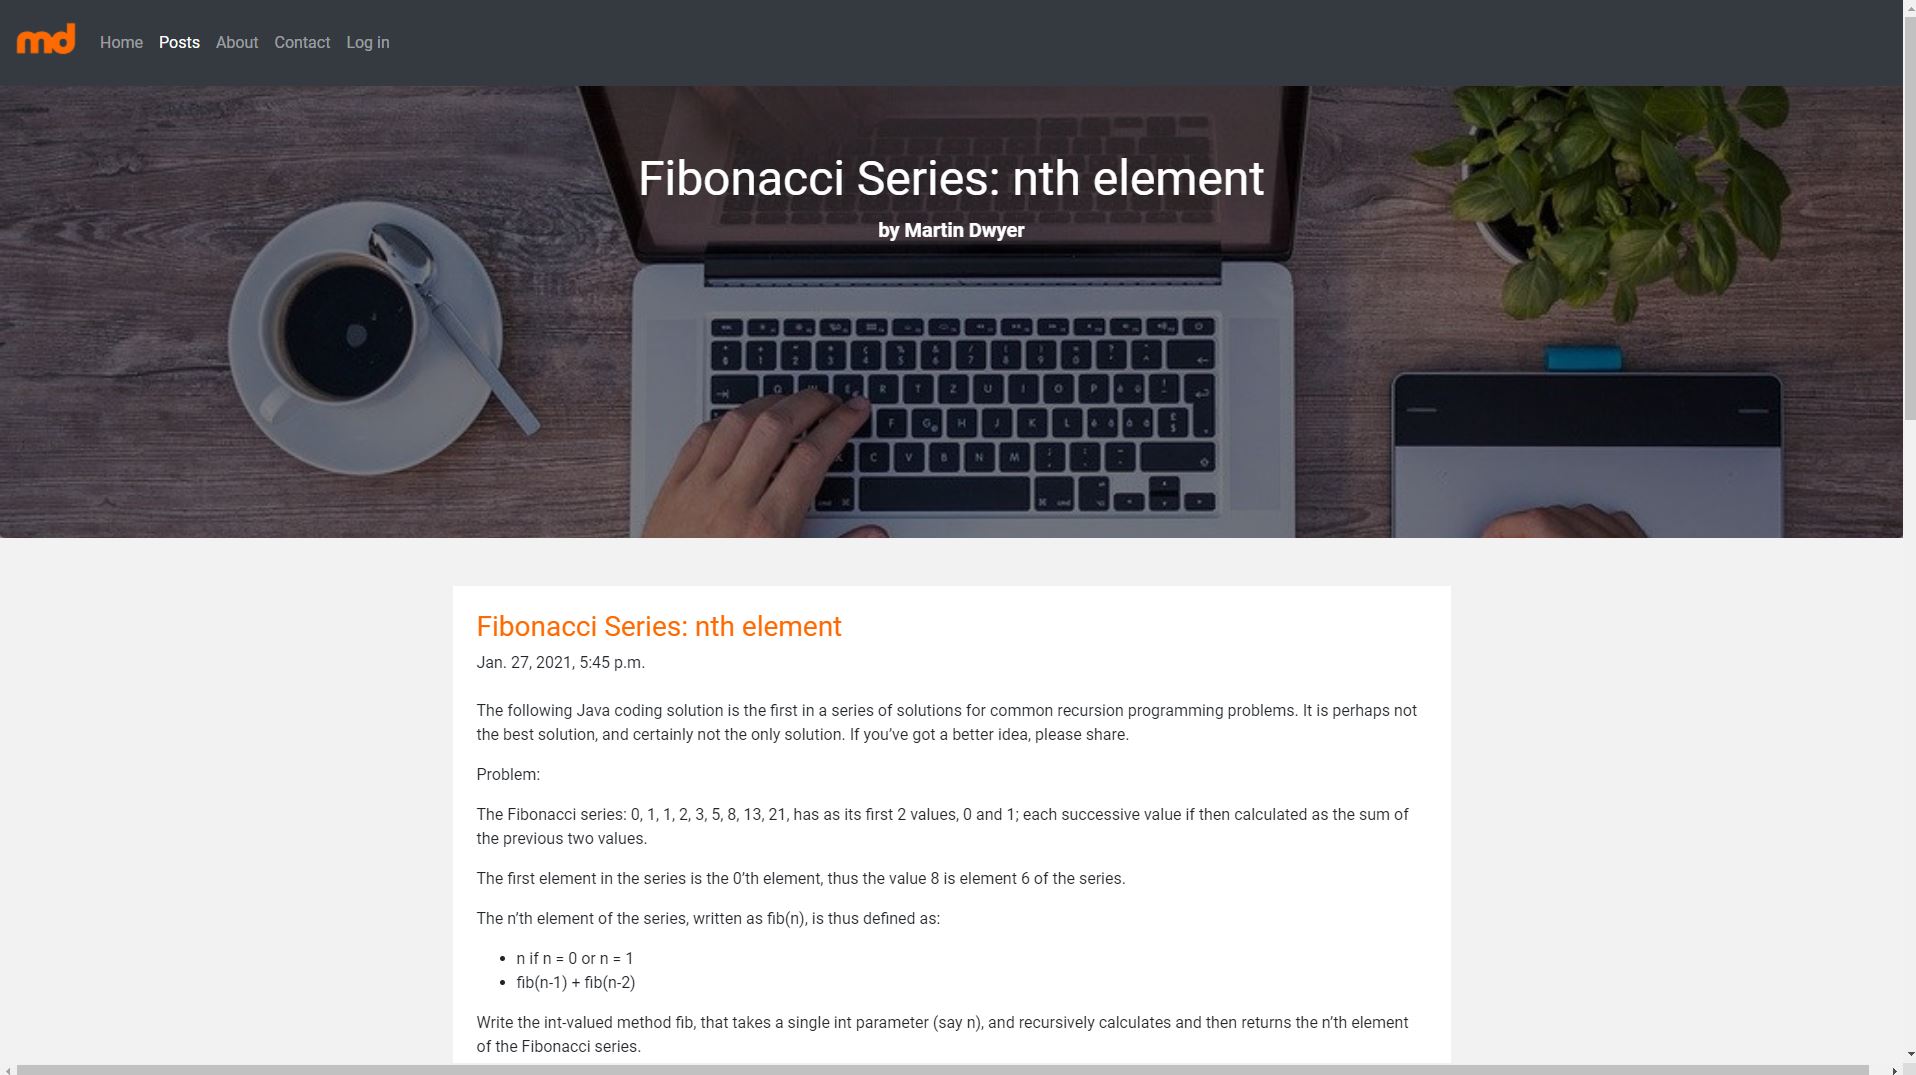 md Home Posts About Contact Log in
Fibonacci Series: nth element
by Martin Dwyer
Fibonacci Series: nth element
Jan. 27, 2021, 5:45 p.m.
The following Java coding solution is the first in a series of solutions for common recursion programming problems. It is perhaps not
the best solution, and certainly not the only solution. If you’ve got a better idea, please share.
Problem:
The Fibonacci series: 0, 1, 1, 2, 3, 5, 8, 13, 21, has as its first 2 values, 0 and 1; each successive value if then calculated as the sum of
the previous two values.
The first element in the series is the 0’th element, thus the value 8 is element 6 of the series.
The n’th element of the series, written as fib(n), is thus defined as:
• n if n = 0 or n = 1
• fib(n-1) + fib(n-2)
Write the int-valued method fib, that takes a single int parameter (say n), and recursively calculates and then returns the n’th element
of the Fibonacci series.